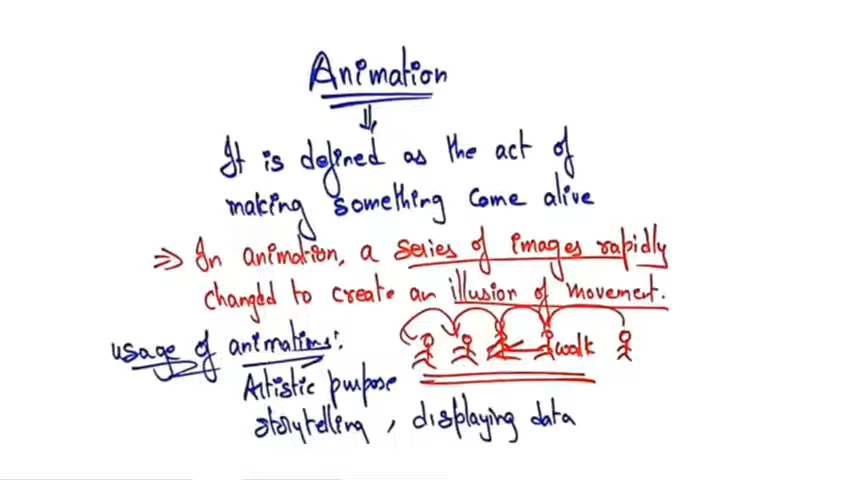 Animation
It is defined as the act of
making something come alive
⇒ In animation, a series of images rapidly
changed to create an illusion of movement.
walk
usage of animations:
Artistic purpose
storytelling, displaying data